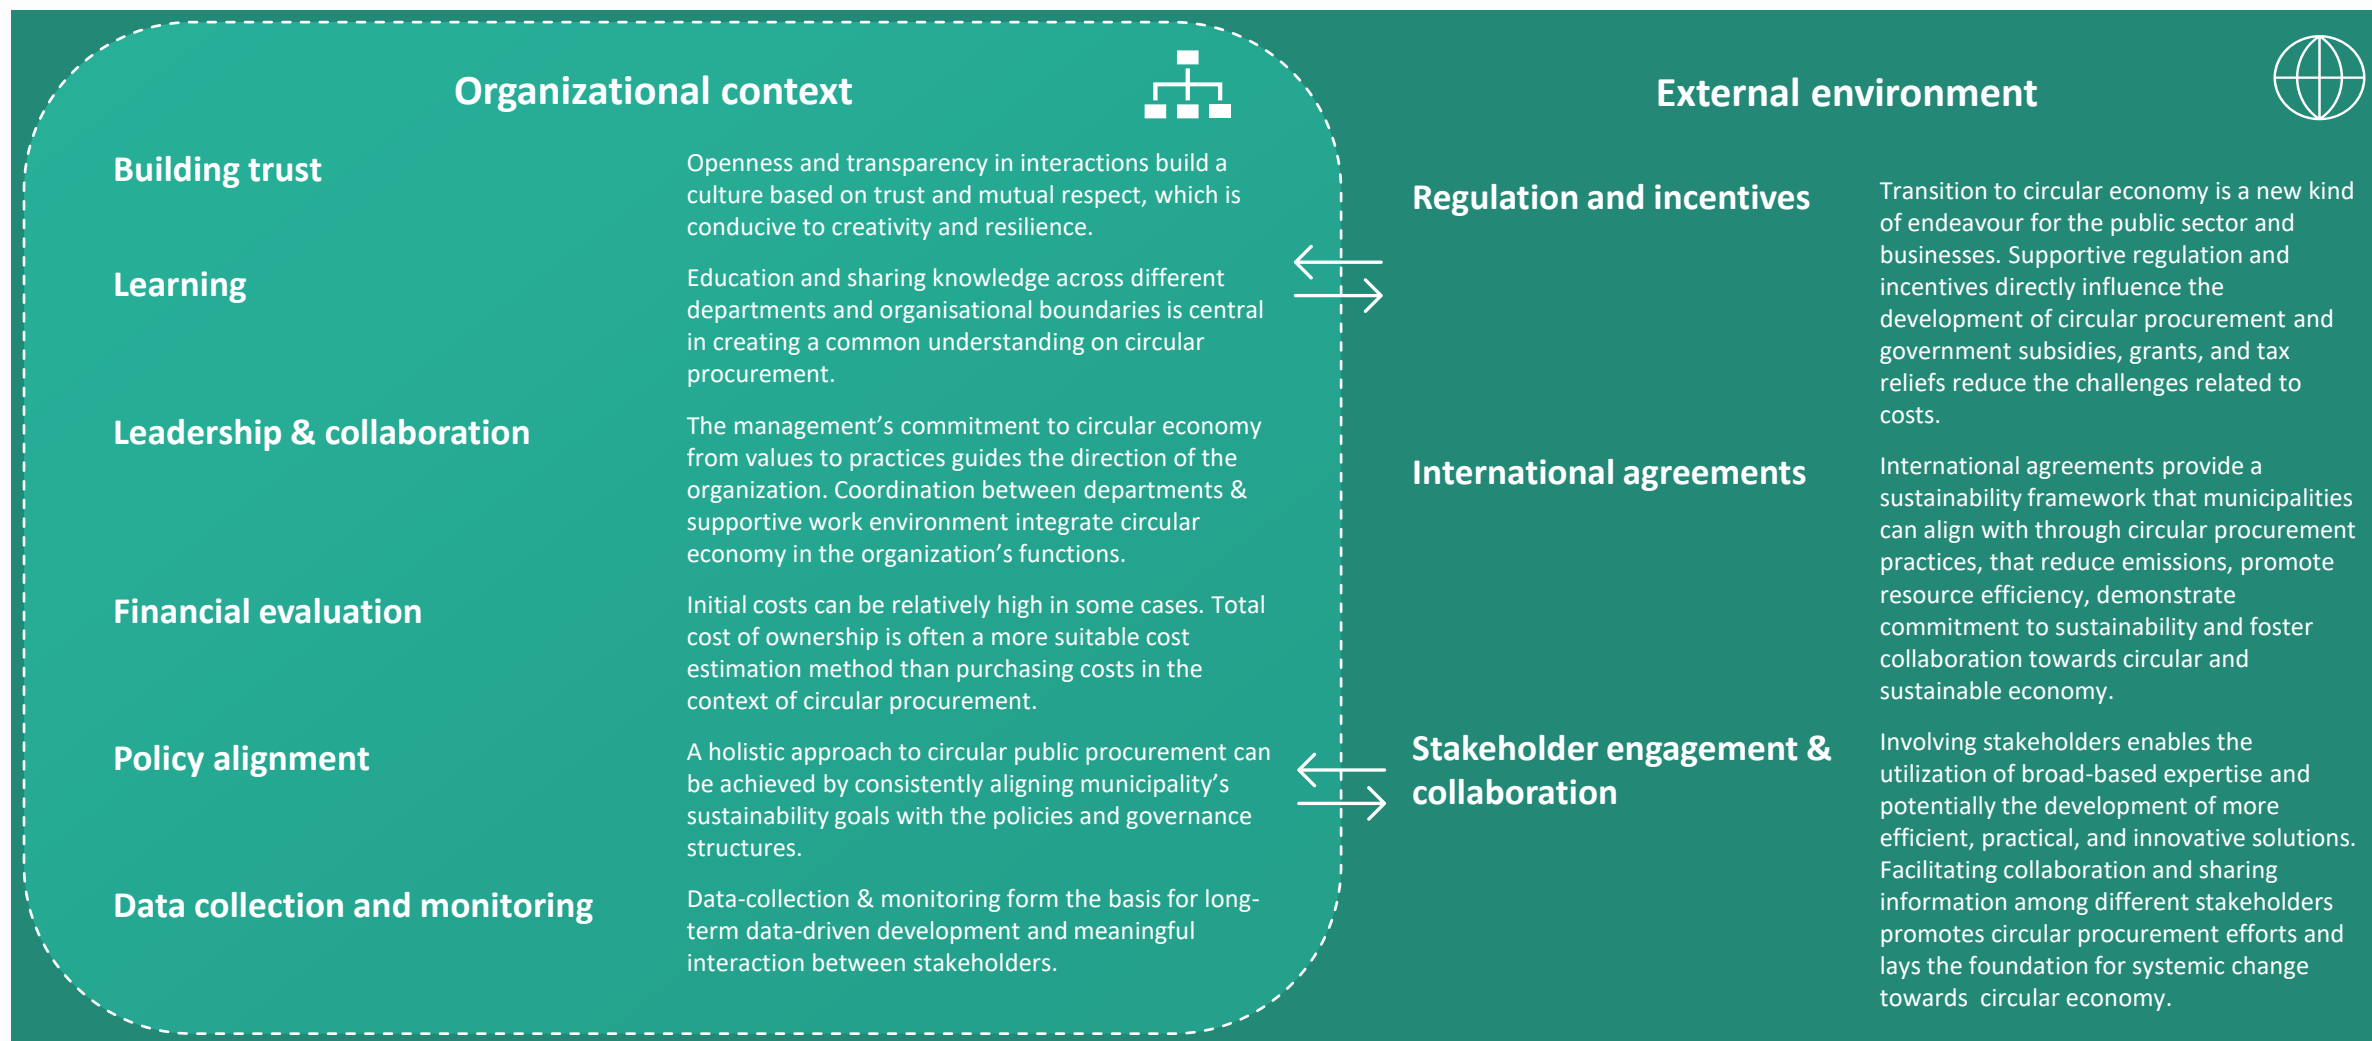 Organizational context
Building trust
Openness and transparency in interactions build a
culture based on trust and mutual respect, which is
conducive to creativity and resilience.
Learning
Education and sharing knowledge across different
departments and organisational boundaries is central
in creating a common understanding on circular
procurement.
Leadership & collaboration
The management’s commitment to circular economy
from values to practices guides the direction of the
organization. Coordination between departments &
supportive work environment integrate circular
economy in the organization’s functions.
Financial evaluation
Initial costs can be relatively high in some cases. Total
cost of ownership is often a more suitable cost
estimation method than purchasing costs in the
context of circular procurement.
Policy alignment
A holistic approach to circular public procurement can
be achieved by consistently aligning municipality’s
sustainability goals with the policies and governance
structures.
Data collection and monitoring
Data-collection & monitoring form the basis for long-
term data-driven development and meaningful
interaction between stakeholders.
External environment
Regulation and incentives
Transition to circular economy is a new kind
of endeavour for the public sector and
businesses. Supportive regulation and
incentives directly influence the
development of circular procurement and
government subsidies, grants, and tax
reliefs reduce the challenges related to
costs.
International agreements
International agreements provide a
sustainability framework that municipalities
can align with through circular procurement
practices, that reduce emissions, promote
resource efficiency, demonstrate
commitment to sustainability and foster
collaboration towards circular and
sustainable economy.
Stakeholder engagement &
collaboration
Involving stakeholders enables the
utilization of broad-based expertise and
potentially the development of more
efficient, practical, and innovative solutions.
Facilitating collaboration and sharing
information among different stakeholders
promotes circular procurement efforts and
lays the foundation for systemic change
towards  circular economy.